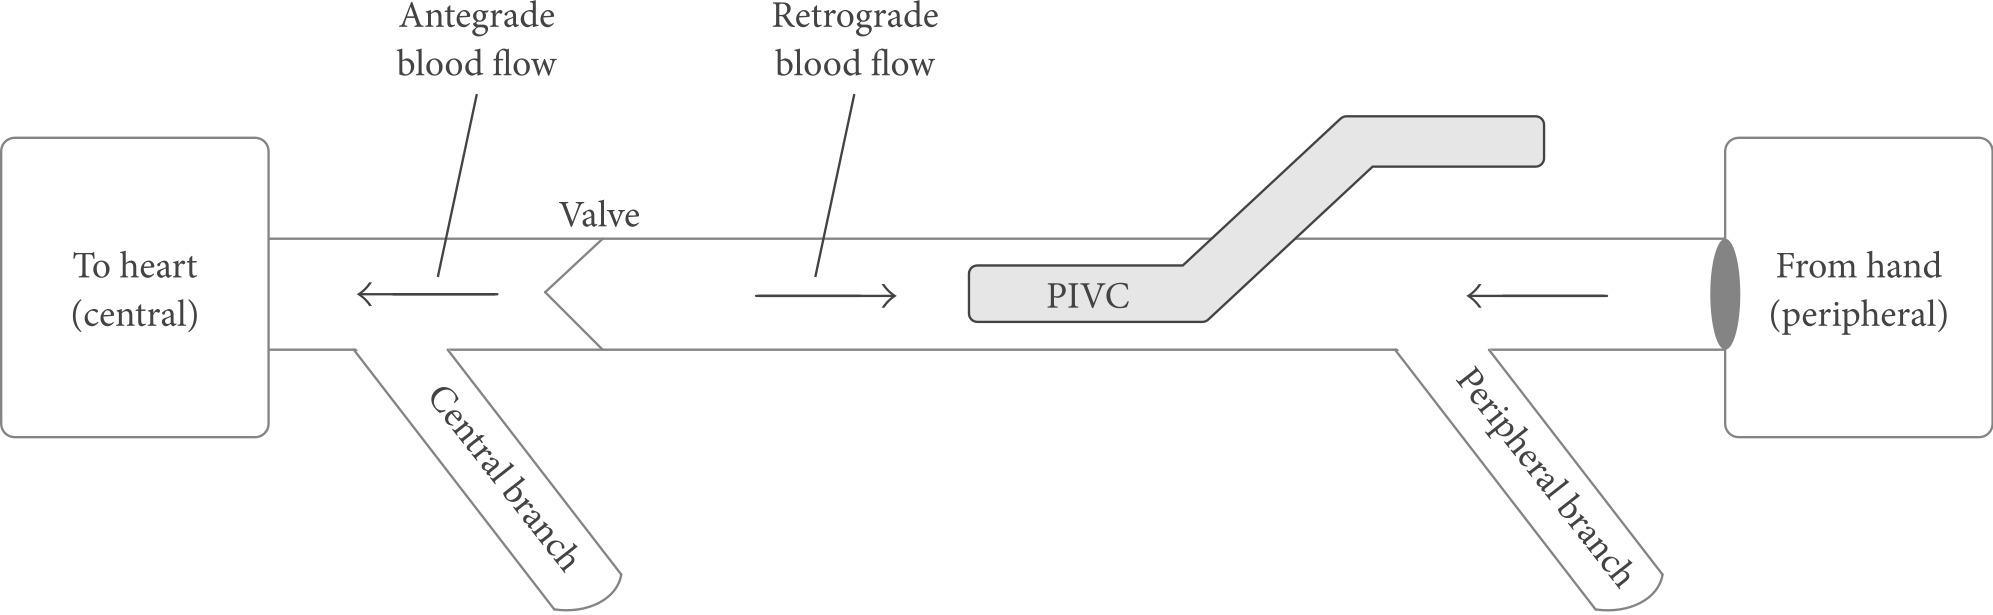 Antegrade
blood flow
Retrograde
blood flow
Valve
To heart
(central)
PIVC
From hand
(peripheral)
Central branch
Peripheral branch